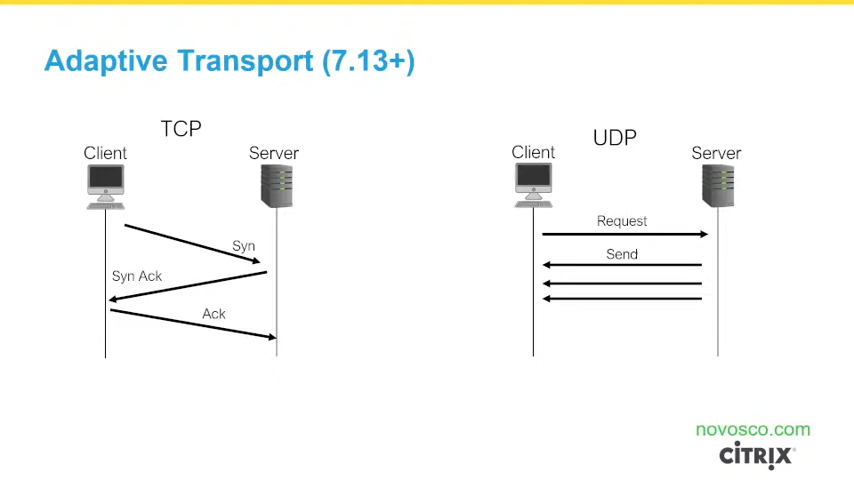 Adaptive Transport (7.13+)
TCP
Client
Server
Syn
Syn Ack
Ack
UDP
Client
Server
Request
Send
novosco.com
CITRIX